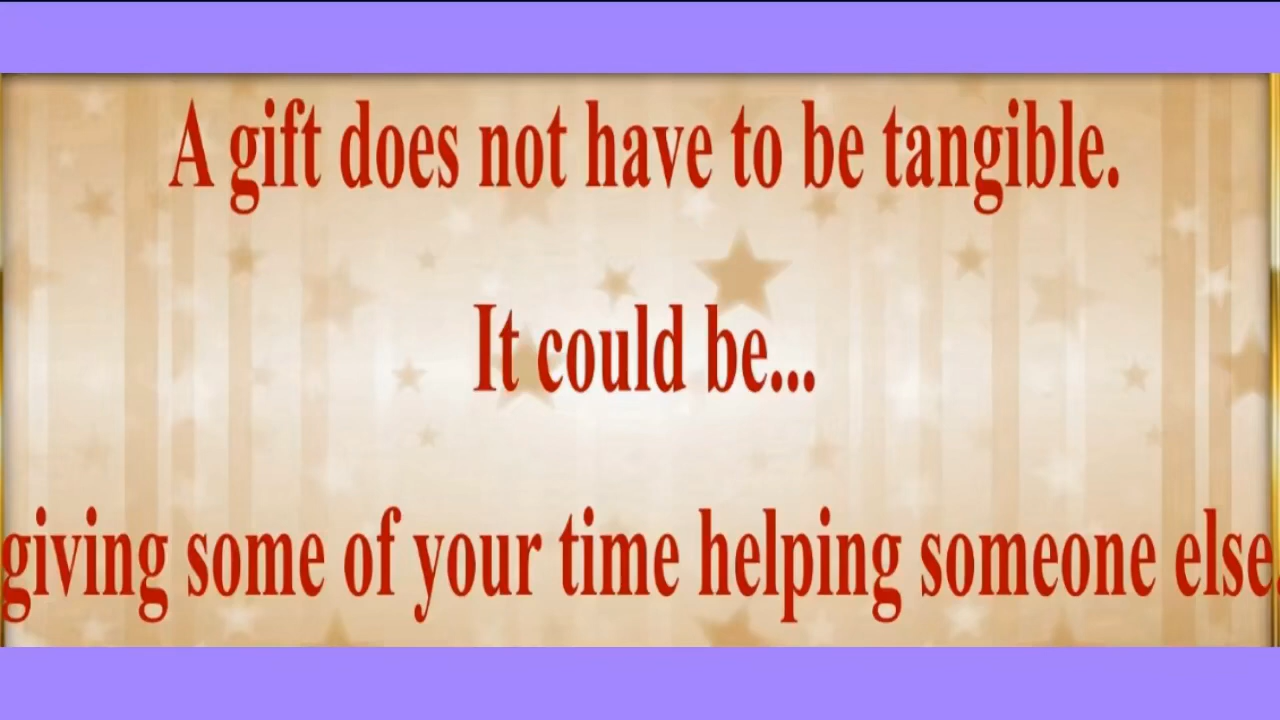 A gift does not have to be tangible.
It could be...
giving some of your time helping someone else.